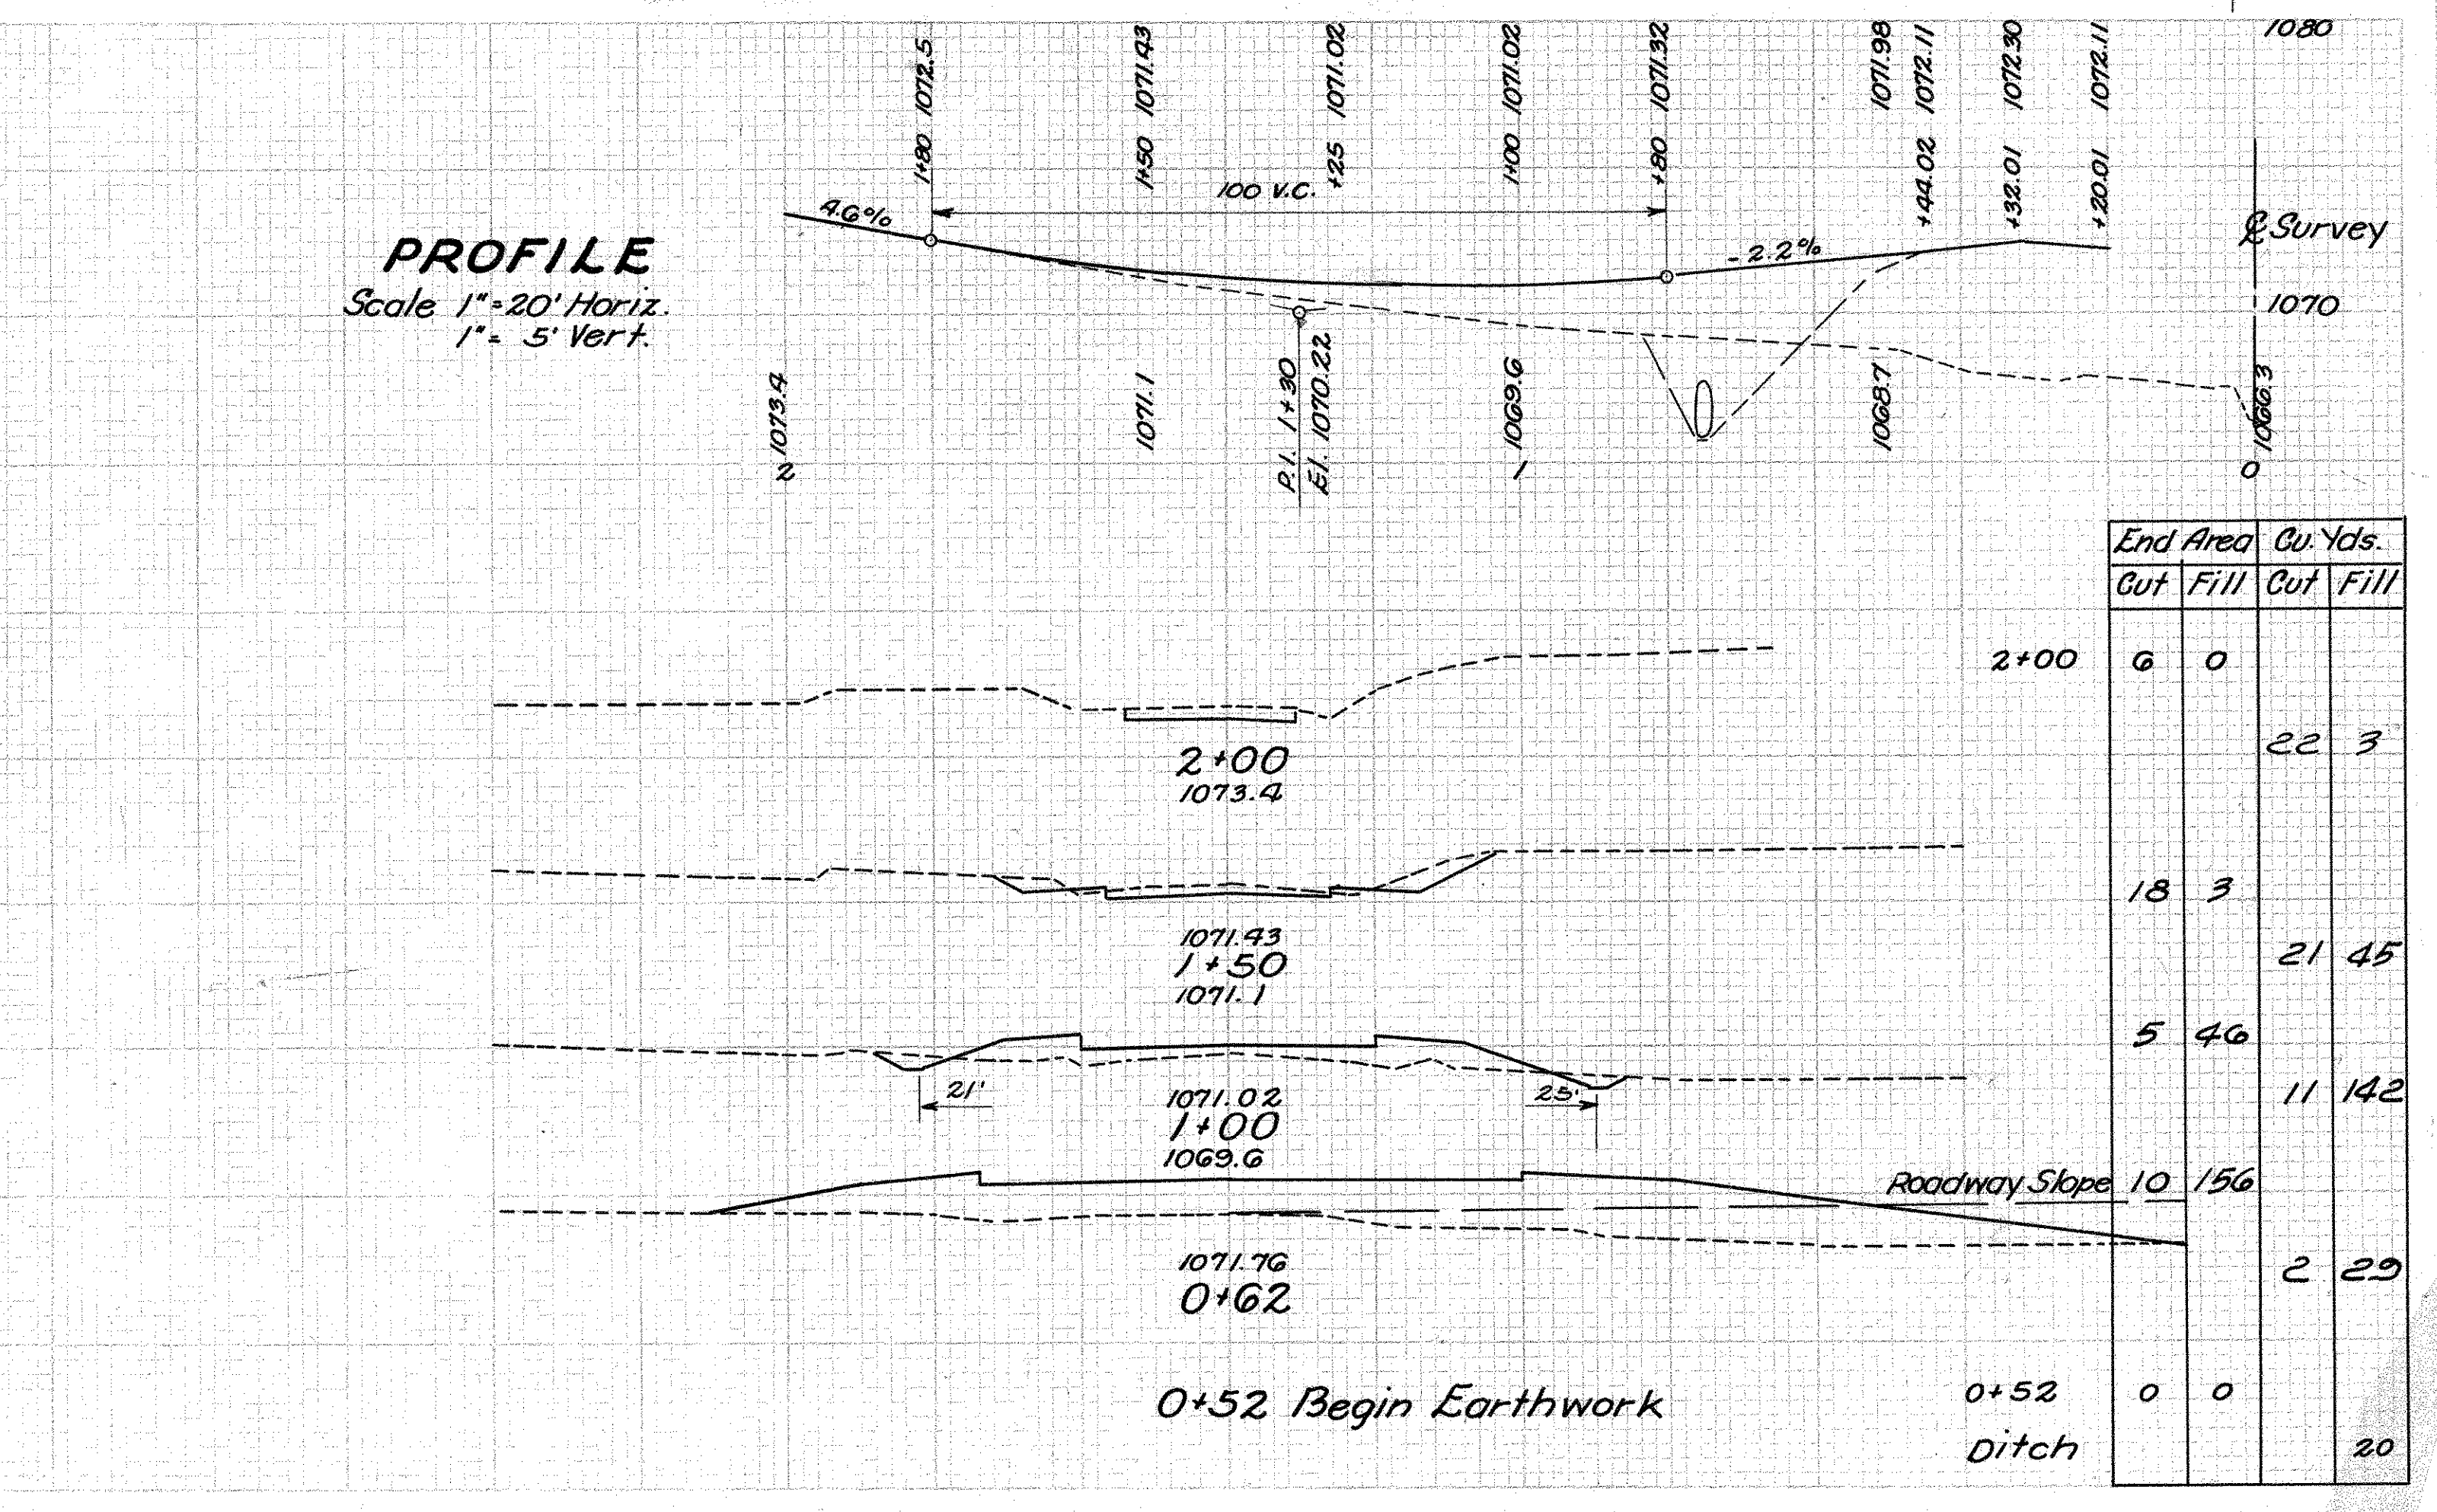 1+80 1072.5
1+50 1071.43
+25 1071.02
1+00 1071.02
+80 1071.32
1071.98
+44.02 1072.11
+32.01 1072.30
+20.01 1072.11
1080
100 V.C.
4.6%
- 2.2%
℄ Survey
PROFILE
Scale 1"=20' Horiz.
1"= 5' Vert.
1070
1073.4
1071.1
P.I. 1+30
El. 1070.22
1069.6
1068.7
1066.3
2
1
0
End Area Cu. Yds.
Cut Fill Cut Fill
2+00 6 0
22 3
2+00
1073.4
18 3
1071.43
1+50
1071.1
21 45
5 46
21'
25'
11 142
1071.02
1+00
1069.6
Roadway Slope 10 156
1071.76
0+62
2 29
0+52 Begin Earthwork
0+52 0 0
Ditch 20